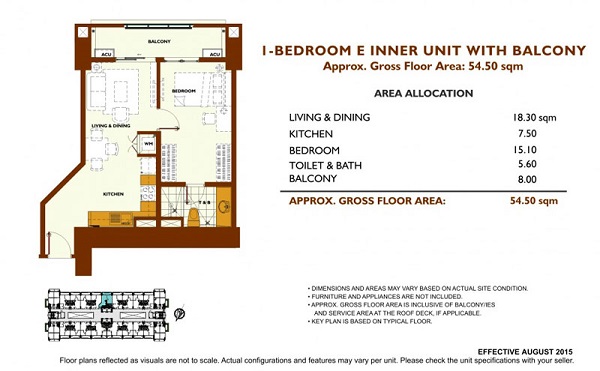 1-BEDROOM E INNER UNIT WITH BALCONY
Approx. Gross Floor Area: 54.50 sqm
AREA ALLOCATION
LIVING & DINING 18.30 sqm
KITCHEN 7.50
BEDROOM 15.10
TOILET & BATH 5.60
BALCONY 8.00
APPROX. GROSS FLOOR AREA: 54.50 sqm
BALCONY
ACU ACU
BEDROOM
LIVING & DINING
WM
KITCHEN
T & B
• DIMENSIONS AND AREAS MAY VARY BASED ON ACTUAL SITE CONDITION.
• FURNITURE AND APPLIANCES ARE NOT INCLUDED.
• APPROX. GROSS FLOOR AREA IS INCLUSIVE OF BALCONY/IES
AND SERVICE AREA AT THE ROOF DECK, IF APPLICABLE.
• KEY PLAN IS BASED ON TYPICAL FLOOR.
EFFECTIVE AUGUST 2015
Floor plans reflected as visuals are not to scale. Actual configurations and features may vary per unit. Please check the unit specifications with your seller.